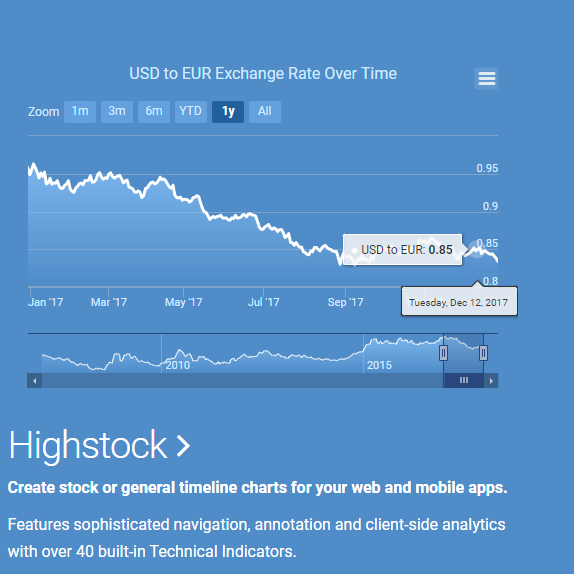 USD to EUR Exchange Rate Over Time
Zoom 1m 3m 6m YTD 1y All
0.95
0.9
0.85
USD to EUR: 0.85
0.8
Jan '17 Mar '17 May '17 Jul '17 Sep '17
Tuesday, Dec 12, 2017
2010 2015
Highstock
Create stock or general timeline charts for your web and mobile apps.
Features sophisticated navigation, annotation and client-side analytics
with over 40 built-in Technical Indicators.